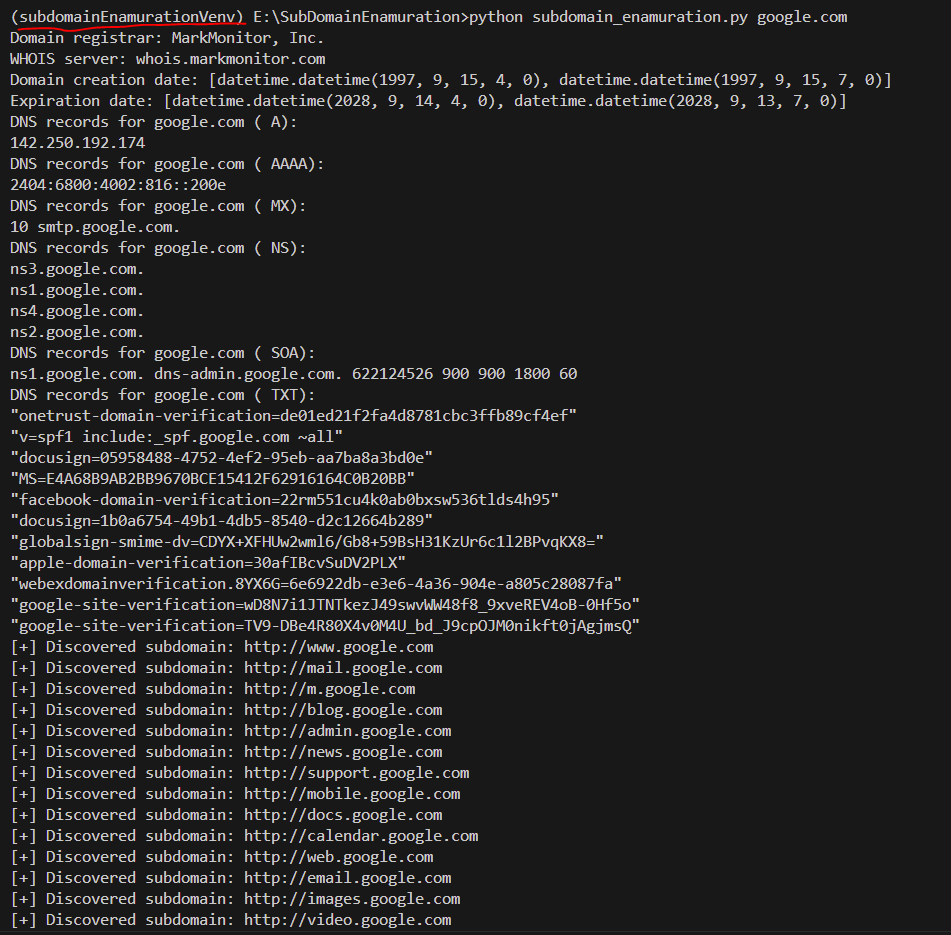 (subdomainEnamurationVenv) E:\SubDomainEnamuration>python subdomain_enamuration.py google.com
Domain registrar: MarkMonitor, Inc.
WHOIS server: whois.markmonitor.com
Domain creation date: [datetime.datetime(1997, 9, 15, 4, 0), datetime.datetime(1997, 9, 15, 7, 0)]
Expiration date: [datetime.datetime(2028, 9, 14, 4, 0), datetime.datetime(2028, 9, 13, 7, 0)]
DNS records for google.com ( A):
142.250.192.174
DNS records for google.com ( AAAA):
2404:6800:4002:816::200e
DNS records for google.com ( MX):
10 smtp.google.com.
DNS records for google.com ( NS):
ns3.google.com.
ns1.google.com.
ns4.google.com.
ns2.google.com.
DNS records for google.com ( SOA):
ns1.google.com. dns-admin.google.com. 622124526 900 900 1800 60
DNS records for google.com ( TXT):
"onetrust-domain-verification=de01ed21f2fa4d8781cbc3ffb89cf4ef"
"v=spf1 include:_spf.google.com ~all"
"docusign=05958488-4752-4ef2-95eb-aa7ba8a3bd0e"
"MS=E4A68B9AB2BB9670BCE15412F62916164C0B20BB"
"facebook-domain-verification=22rm551cu4k0ab0bxsw536tlds4h95"
"docusign=1b0a6754-49b1-4db5-8540-d2c12664b289"
"globalsign-smime-dv=CDYX+XFHUw2wml6/Gb8+59BsH31KzUr6c1l2BPvqKX8="
"apple-domain-verification=30afIBcvSuDV2PLX"
"webexdomainverification.8YX6G=6e6922db-e3e6-4a36-904e-a805c28087fa"
"google-site-verification=wD8N7i1JTNTkezJ49swvWW48f8_9xveREV4oB-0Hf5o"
"google-site-verification=TV9-DBe4R80X4v0M4U_bd_J9cpOJM0nikft0jAgjmsQ"
[+] Discovered subdomain: http://www.google.com
[+] Discovered subdomain: http://mail.google.com
[+] Discovered subdomain: http://m.google.com
[+] Discovered subdomain: http://blog.google.com
[+] Discovered subdomain: http://admin.google.com
[+] Discovered subdomain: http://news.google.com
[+] Discovered subdomain: http://support.google.com
[+] Discovered subdomain: http://mobile.google.com
[+] Discovered subdomain: http://docs.google.com
[+] Discovered subdomain: http://calendar.google.com
[+] Discovered subdomain: http://web.google.com
[+] Discovered subdomain: http://email.google.com
[+] Discovered subdomain: http://images.google.com
[+] Discovered subdomain: http://video.google.com